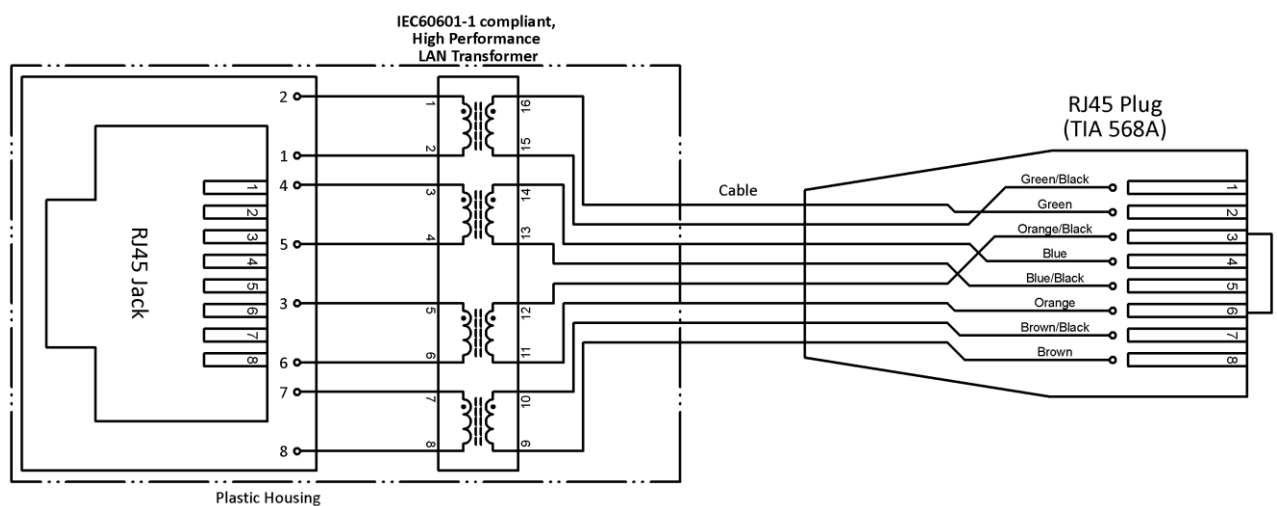 IEC60601-1 compliant,
High Performance
LAN Transformer
RJ45 Plug
(TIA 568A)
2
1
4
5
3
6
7
8
RJ45 Jack
1
2
3
4
5
6
7
8
1
2
3
4
5
6
7
8
16
15
14
13
12
11
10
9
Cable
Green/Black
Green
Orange/Black
Blue
Blue/Black
Orange
Brown/Black
Brown
1
2
3
4
5
6
7
8
Plastic Housing